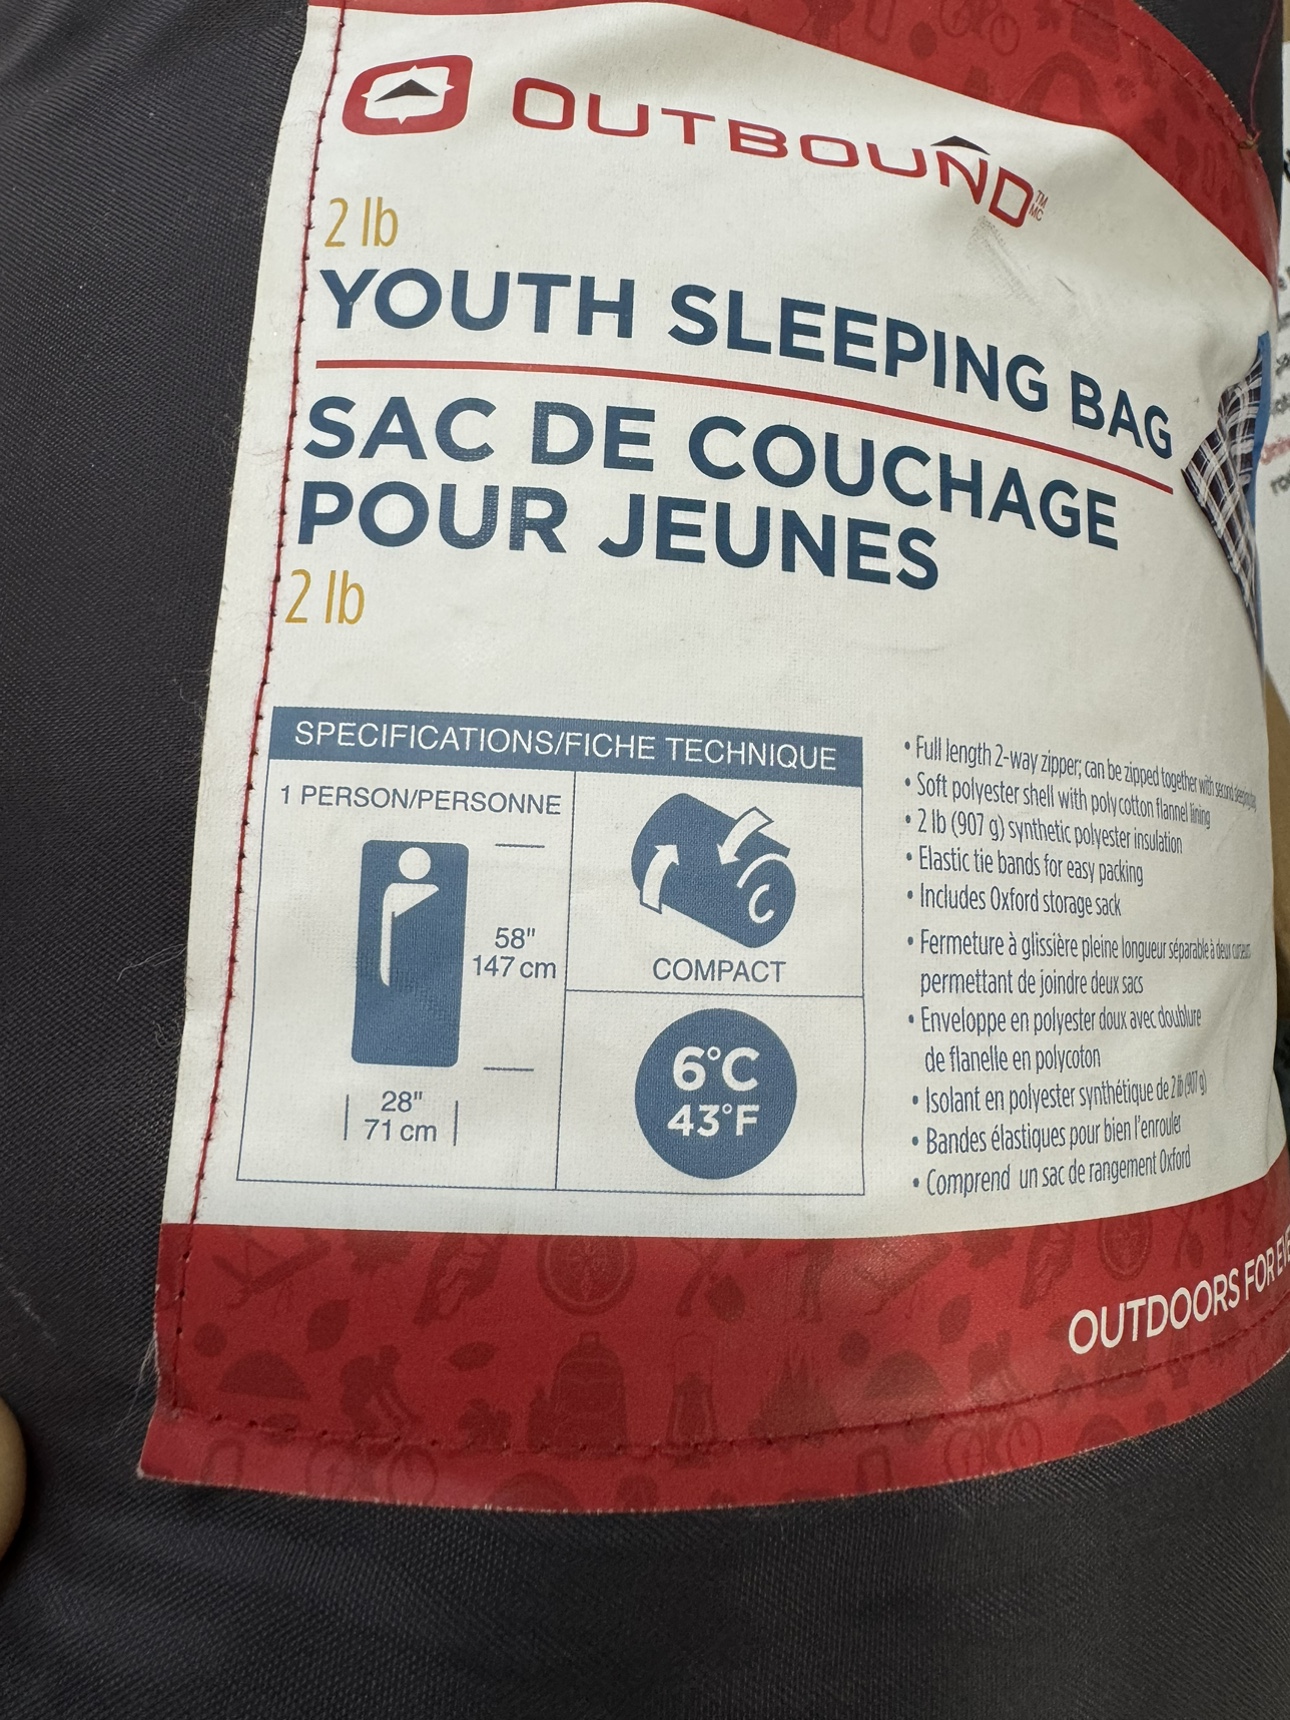 OUTBOUND
TM
MC
2 lb
YOUTH SLEEPING BAG
SAC DE COUCHAGE
POUR JEUNES
2 lb
SPECIFICATIONS/FICHE TECHNIQUE
1 PERSON/PERSONNE
58"
147 cm
28"
71 cm
COMPACT
6°C
43°F
• Full length 2-way zipper; can be zipped together with second sleeping bag
• Soft polyester shell with polycotton flannel lining
• 2 lb (907 g) synthetic polyester insulation
• Elastic tie bands for easy packing
• Includes Oxford storage sack
• Fermeture à glissière pleine longueur séparable à deux curseurs
permettant de joindre deux sacs
• Enveloppe en polyester doux avec doublure
de flanelle en polycoton
• Isolant en polyester synthétique de 2 lb (907 g)
• Bandes élastiques pour bien l'enrouler
• Comprend un sac de rangement Oxford
OUTDOORS FOR